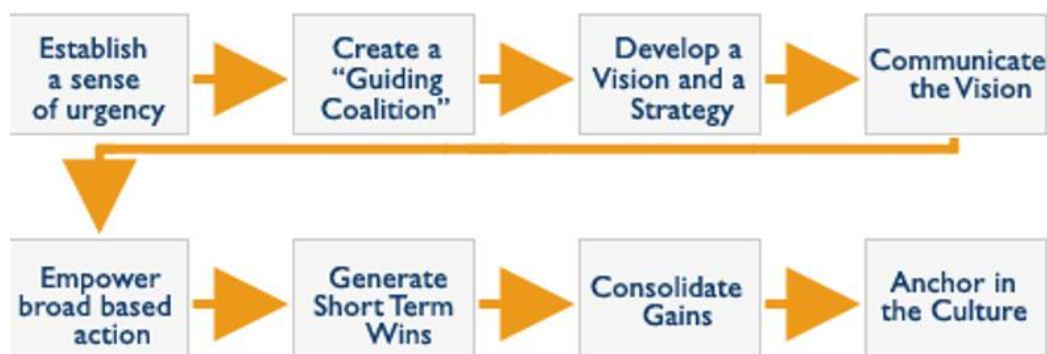 Establish
a sense
of urgency
Create a
“Guiding
Coalition”
Develop a
Vision and a
Strategy
Communicate
the Vision
Empower
broad based
action
Generate
Short Term
Wins
Consolidate
Gains
Anchor in
the Culture